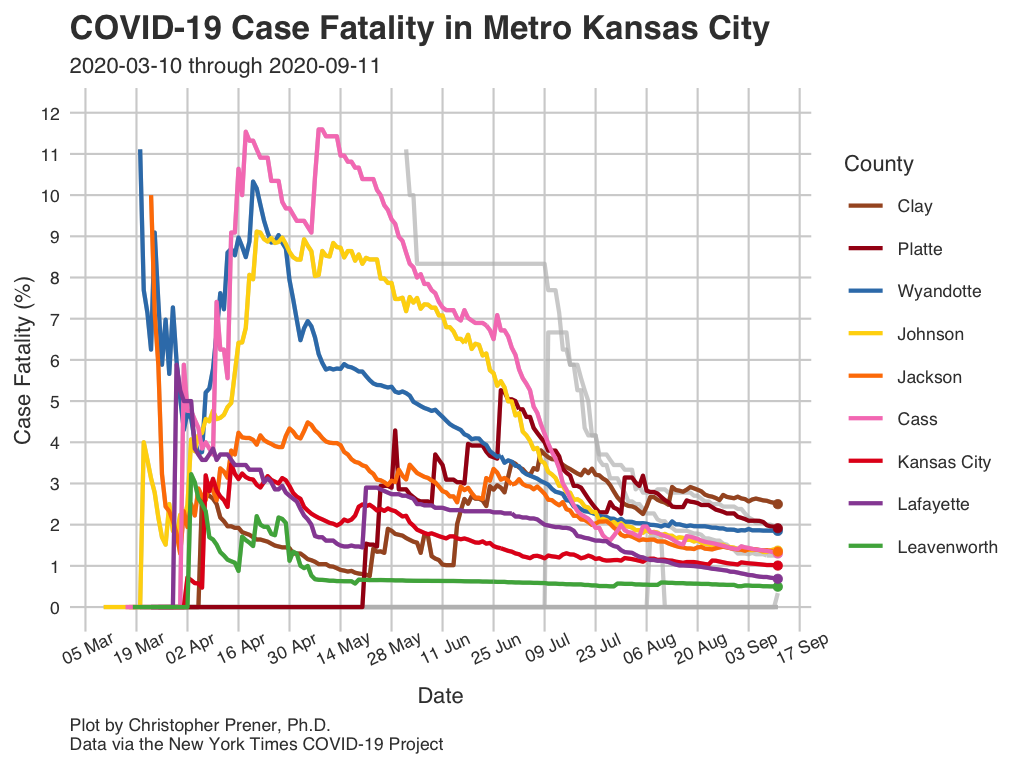 COVID-19 Case Fatality in Metro Kansas City
2020-03-10 through 2020-09-11
Case Fatality (%)
12
11
10
9
8
7
6
5
4
3
2
1
0
05 Mar
19 Mar
02 Apr
16 Apr
30 Apr
14 May
28 May
11 Jun
25 Jun
09 Jul
23 Jul
06 Aug
20 Aug
03 Sep
17 Sep
Date
County
Clay
Platte
Wyandotte
Johnson
Jackson
Cass
Kansas City
Lafayette
Leavenworth
Plot by Christopher Prener, Ph.D.
Data via the New York Times COVID-19 Project